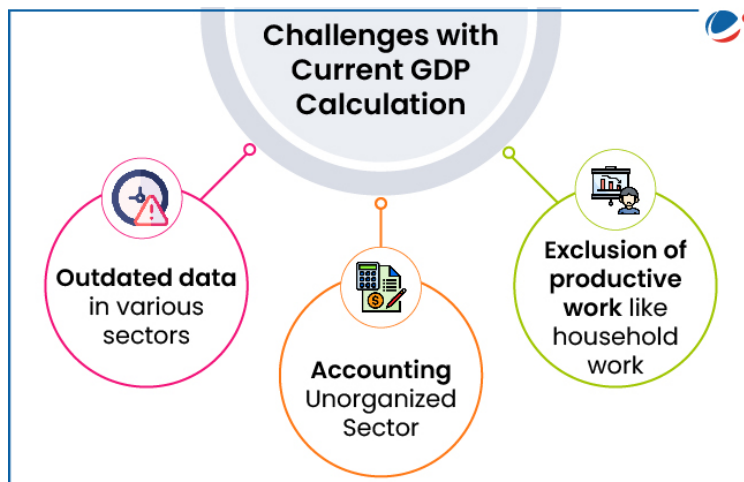 Challenges with
Current GDP
Calculation
Outdated data
in various
sectors
Accounting
Unorganized
Sector
Exclusion of
productive
work like
household
work